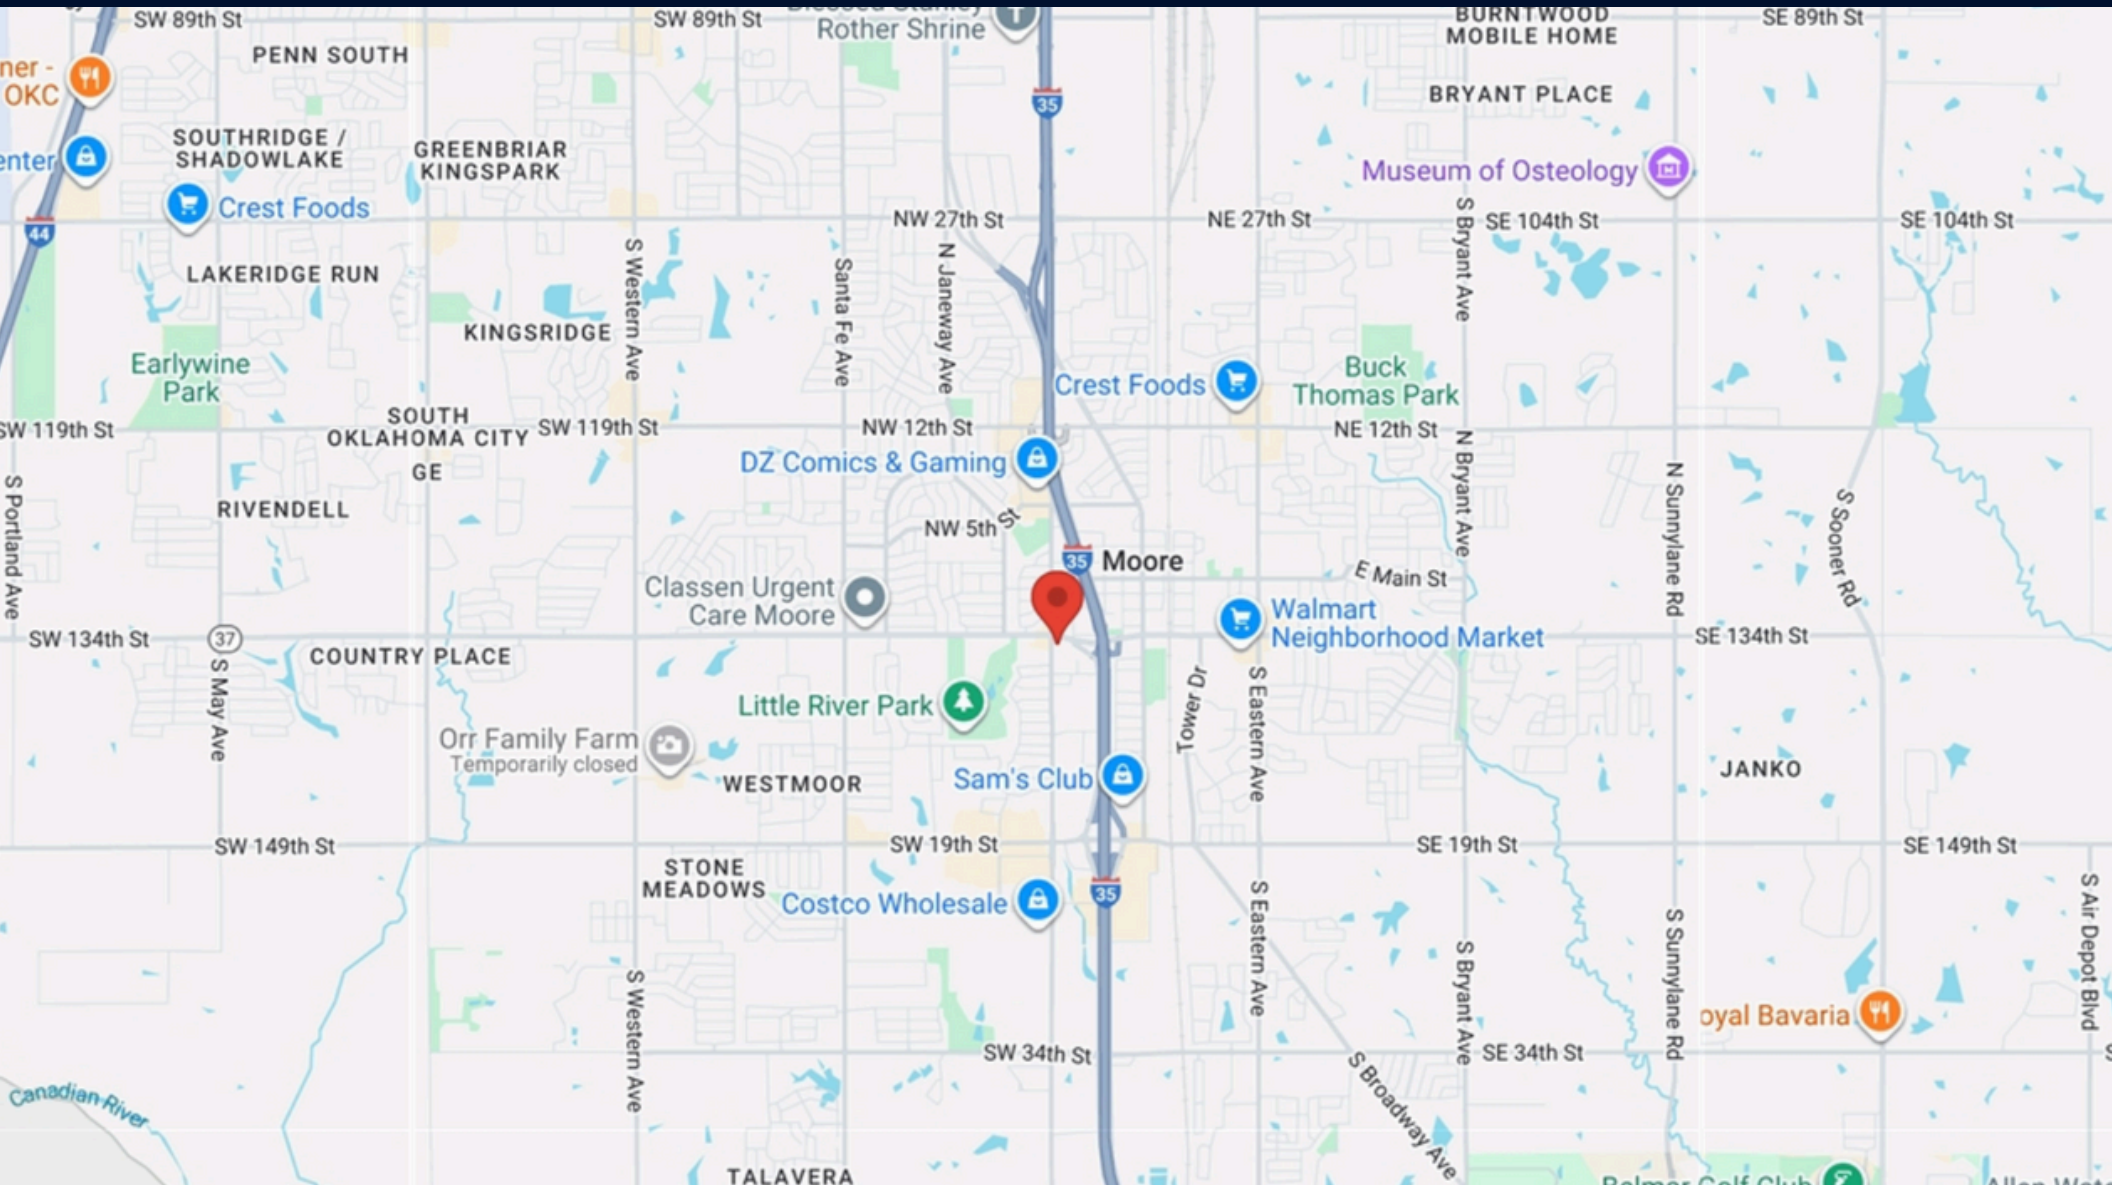 SW 89th St
SW 89th St
Rother Shrine
BURNTWOOD
MOBILE HOME
SE 89th St
PENN SOUTH
ner -
OKC
BRYANT PLACE
35
SOUTHRIDGE /
SHADOWLAKE
GREENBRIAR
KINGSPARK
enter
Museum of Osteology
Crest Foods
44
NW 27th St
NE 27th St
S Bryant Ave
SE 104th St
SE 104th St
LAKERIDGE RUN
S Western Ave
Santa Fe Ave
N Janeway Ave
KINGSRIDGE
Earlywine
Park
Crest Foods
Buck
Thomas Park
SOUTH
OKLAHOMA CITY
GE
SW 119th St
SW 119th St
NW 12th St
NE 12th St
DZ Comics & Gaming
N Bryant Ave
N Sunnylane Rd
S Sooner Rd
S Portland Ave
RIVENDELL
NW 5th St
35
Moore
E Main St
Classen Urgent
Care Moore
Walmart
Neighborhood Market
SW 134th St
37
SE 134th St
COUNTRY PLACE
S May Ave
Little River Park
Tower Dr
S Eastern Ave
Orr Family Farm
Temporarily closed
WESTMOOR
Sam's Club
JANKO
SW 149th St
SW 19th St
SE 19th St
SE 149th St
STONE
MEADOWS
Costco Wholesale
35
S Eastern Ave
S Bryant Ave
S Sunnylane Rd
S Air Depot Blvd
S Western Ave
oyal Bavaria
SW 34th St
SE 34th St
S Broadway Ave
Canadian River
TALAVERA